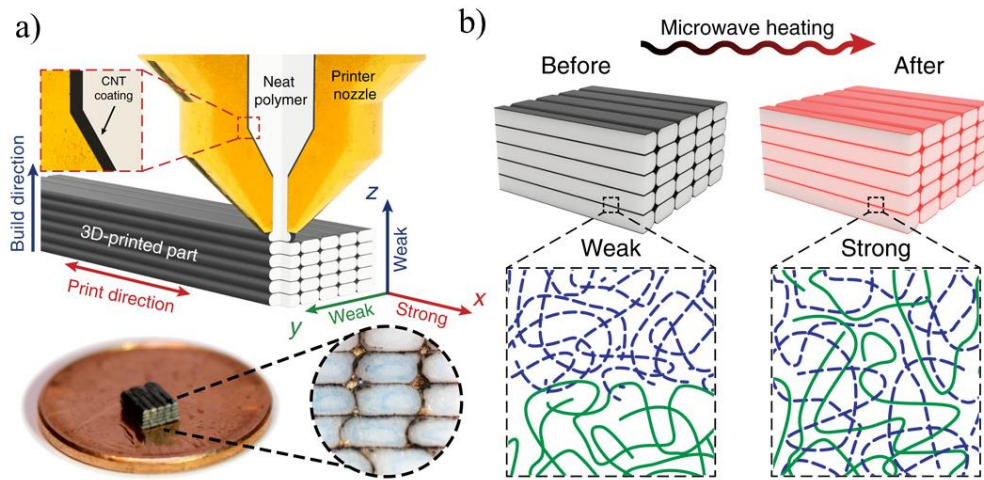 a)
CNT
coating
Neat
polymer
Printer
nozzle
Build direction
3D-printed part
Print direction
z
Weak
x
Strong
y
Weak
b)
Microwave heating
Before
After
Weak
Strong